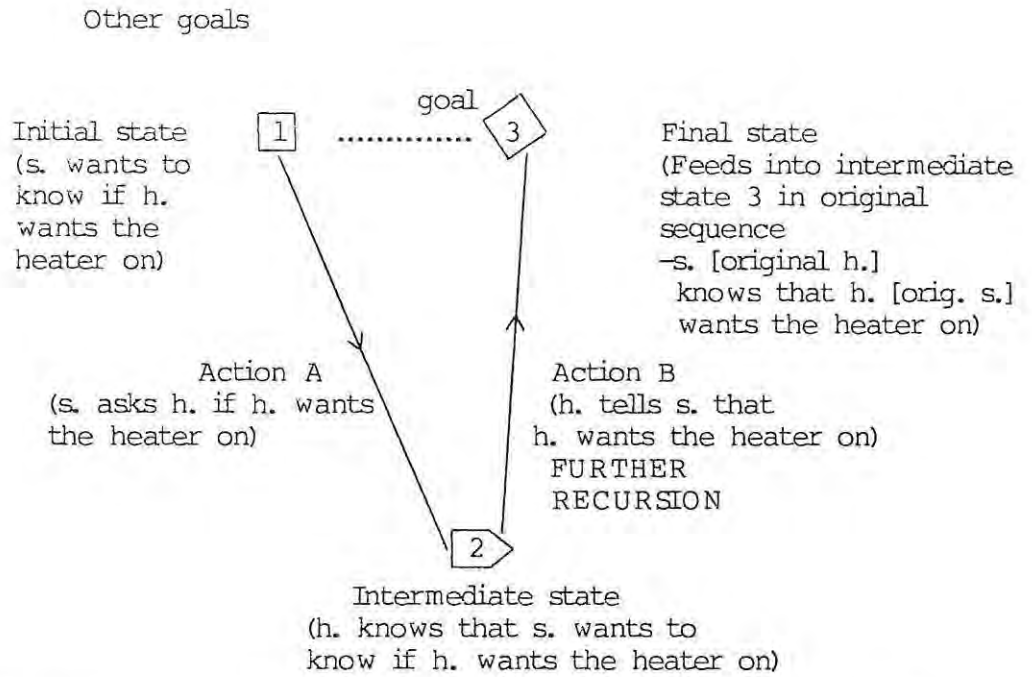 Other goals
goal
Initial state
(s. wants to
know if h.
wants the
heater on)
1
3
Final state
(Feeds into intermediate
state 3 in original
sequence
–s. [original h.]
knows that h. [orig. s.]
wants the heater on)
Action A
(s. asks h. if h. wants
the heater on)
Action B
(h. tells s. that
h. wants the heater on)
FURTHER
RECURSION
2
Intermediate state
(h. knows that s. wants to
know if h. wants the heater on)